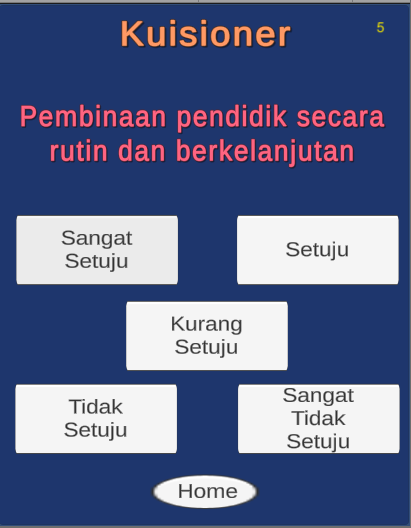 Kuisioner
5
Pembinaan pendidik secara
rutin dan berkelanjutan
Sangat
Setuju
Setuju
Kurang
Setuju
Tidak
Setuju
Sangat
Tidak
Setuju
Home